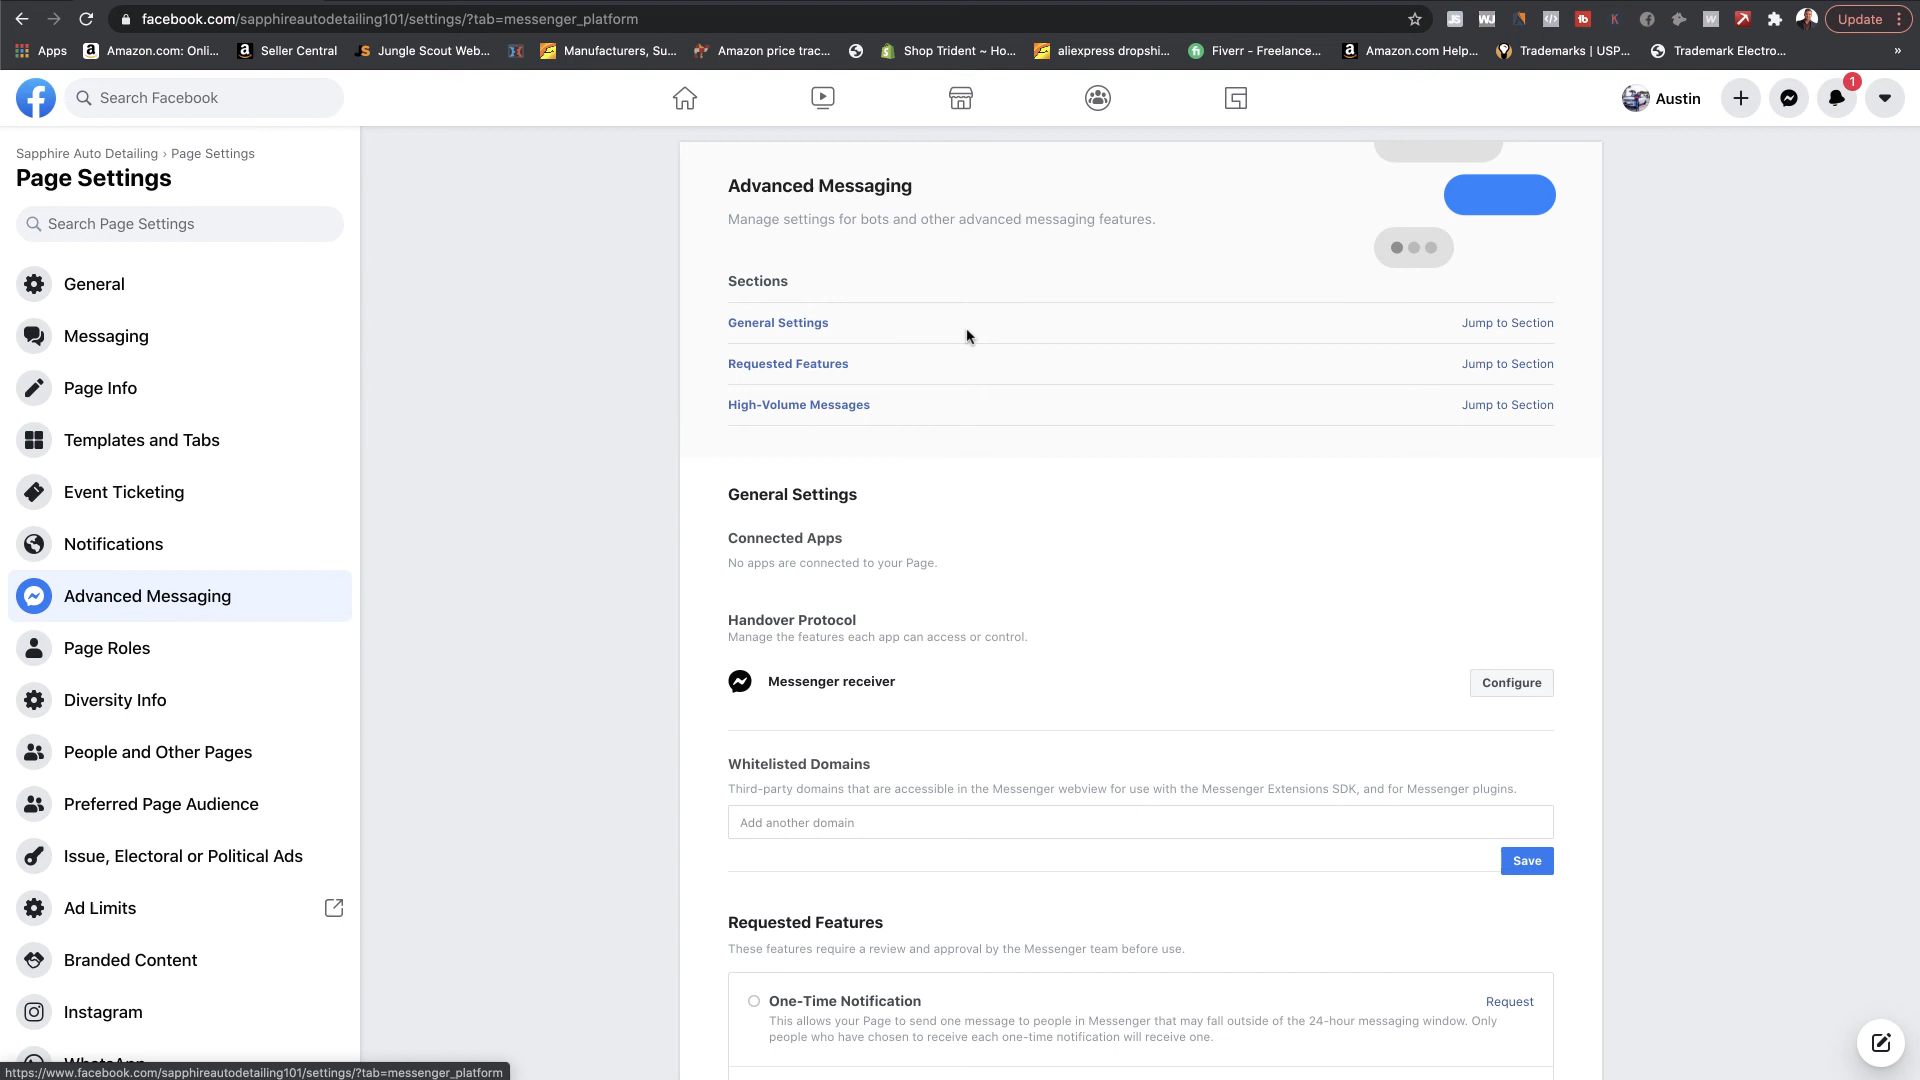 facebook.com/sapphireautodetailing101/settings/?tab=messenger_platform
Update
Apps
Amazon.com: Onli...
Seller Central
Jungle Scout Web...
Manufacturers, Su...
Amazon price trac...
Shop Trident ~ Ho...
aliexpress dropshi...
Fiverr - Freelance...
Amazon.com Help...
Trademarks | USP...
Trademark Electro...
»
Search Facebook
Austin
1
Sapphire Auto Detailing › Page Settings
Page Settings
Search Page Settings
General
Messaging
Page Info
Templates and Tabs
Event Ticketing
Notifications
Advanced Messaging
Page Roles
Diversity Info
People and Other Pages
Preferred Page Audience
Issue, Electoral or Political Ads
Ad Limits
Branded Content
Instagram
WhatsApp
https://www.facebook.com/sapphireautodetailing101/settings/?tab=messenger_platform
Advanced Messaging
Manage settings for bots and other advanced messaging features.
Sections
General Settings
Jump to Section
Requested Features
Jump to Section
High-Volume Messages
Jump to Section
General Settings
Connected Apps
No apps are connected to your Page.
Handover Protocol
Manage the features each app can access or control.
Messenger receiver
Configure
Whitelisted Domains
Third-party domains that are accessible in the Messenger webview for use with the Messenger Extensions SDK, and for Messenger plugins.
Add another domain
Save
Requested Features
These features require a review and approval by the Messenger team before use.
One-Time Notification
Request
This allows your Page to send one message to people in Messenger that may fall outside of the 24-hour messaging window. Only
people who have chosen to receive each one-time notification will receive one.